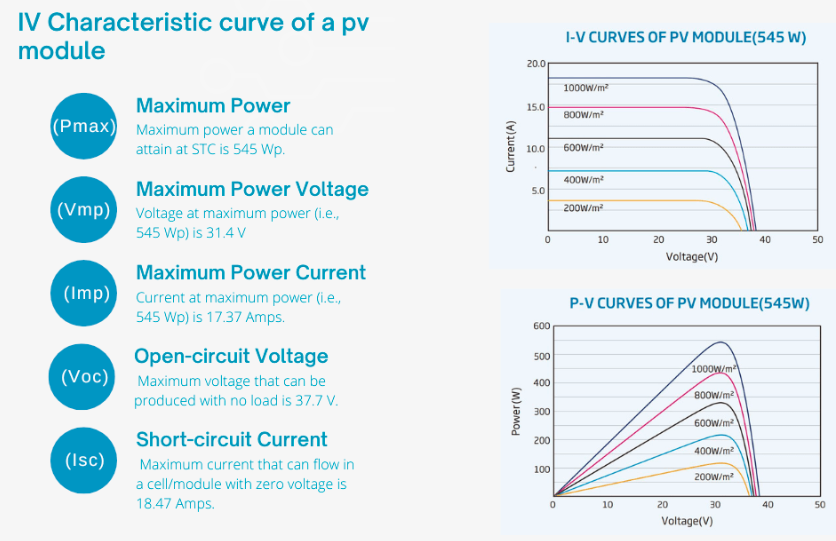 IV Characteristic curve of a pv
module
(Pmax)
Maximum Power
Maximum power a module can
attain at STC is 545 Wp.
(Vmp)
Maximum Power Voltage
Voltage at maximum power (i.e.,
545 Wp) is 31.4 V
(Imp)
Maximum Power Current
Current at maximum power (i.e.,
545 Wp) is 17.37 Amps.
(Voc)
Open-circuit Voltage
Maximum voltage that can be
produced with no load is 37.7 V.
(Isc)
Short-circuit Current
Maximum current that can flow in
a cell/module with zero voltage is
18.47 Amps.
I-V CURVES OF PV MODULE(545 W)
20.0
15.0
10.0
5.0
Current(A)
1000W/m²
800W/m²
600W/m²
400W/m²
200W/m²
0 10 20 30 40 50
Voltage(V)
P-V CURVES OF PV MODULE(545W)
600
500
400
300
200
100
Power(W)
1000W/m²
800W/m²
600W/m²
400W/m²
200W/m²
0 10 20 30 40 50
Voltage(V)